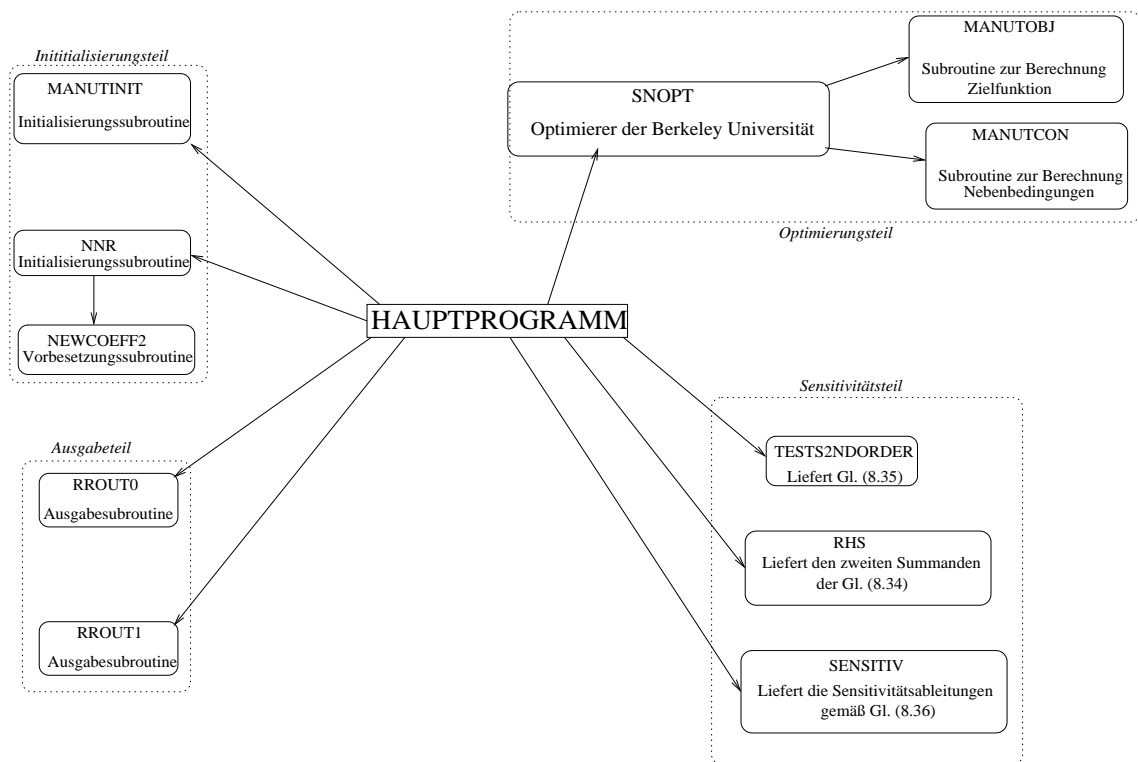 Inititialisierungsteil
MANUTINIT
Initialisierungssubroutine
NNR
Initialisierungssubroutine
NEWCOEFF2
Vorbesetzungssubroutine
SNOPT
Optimierer der Berkeley Universität
MANUTOBJ
Subroutine zur Berechnung
Zielfunktion
MANUTCON
Subroutine zur Berechnung
Nebenbedingungen
Optimierungsteil
HAUPTPROGRAMM
Ausgabeteil
RROUT0
Ausgabesubroutine
RROUT1
Ausgabesubroutine
Sensitivitätsteil
TESTS2NDORDER
Liefert Gl. (8.35)
RHS
Liefert den zweiten Summanden
der Gl. (8.34)
SENSITIV
Liefert die Sensitivitätsableitungen
gemäß Gl. (8.36)